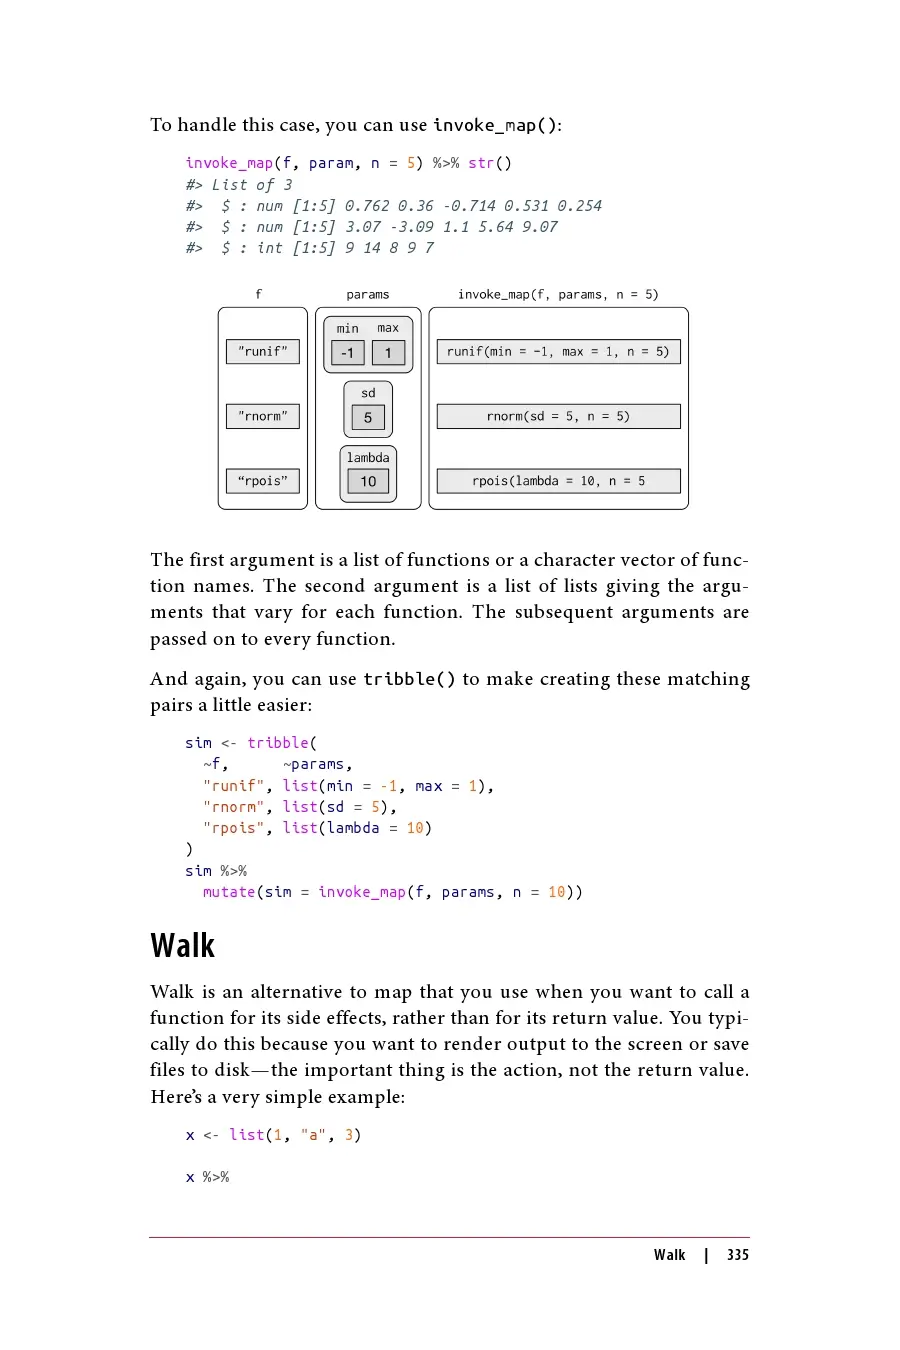 To handle this case, you can use invoke_map():
invoke_map(f, param, n = 5) %>% str()
#> List of 3
#>  $ : num [1:5] 0.762 0.36 -0.714 0.531 0.254
#>  $ : num [1:5] 3.07 -3.09 1.1 5.64 9.07
#>  $ : int [1:5] 9 14 8 9 7
f params invoke_map(f, params, n = 5)
min max
"runif" -1 1 runif(min = -1, max = 1, n = 5)
sd
"rnorm" 5 rnorm(sd = 5, n = 5)
lambda
“rpois” 10 rpois(lambda = 10, n = 5
The first argument is a list of functions or a character vector of func-
tion names. The second argument is a list of lists giving the argu-
ments that vary for each function. The subsequent arguments are
passed on to every function.
And again, you can use tribble() to make creating these matching
pairs a little easier:
sim <- tribble(
  ~f,      ~params,
  "runif", list(min = -1, max = 1),
  "rnorm", list(sd = 5),
  "rpois", list(lambda = 10)
)
sim %>%
  mutate(sim = invoke_map(f, params, n = 10))
Walk
Walk is an alternative to map that you use when you want to call a
function for its side effects, rather than for its return value. You typi-
cally do this because you want to render output to the screen or save
files to disk—the important thing is the action, not the return value.
Here’s a very simple example:
x <- list(1, "a", 3)
x %>%
Walk | 335